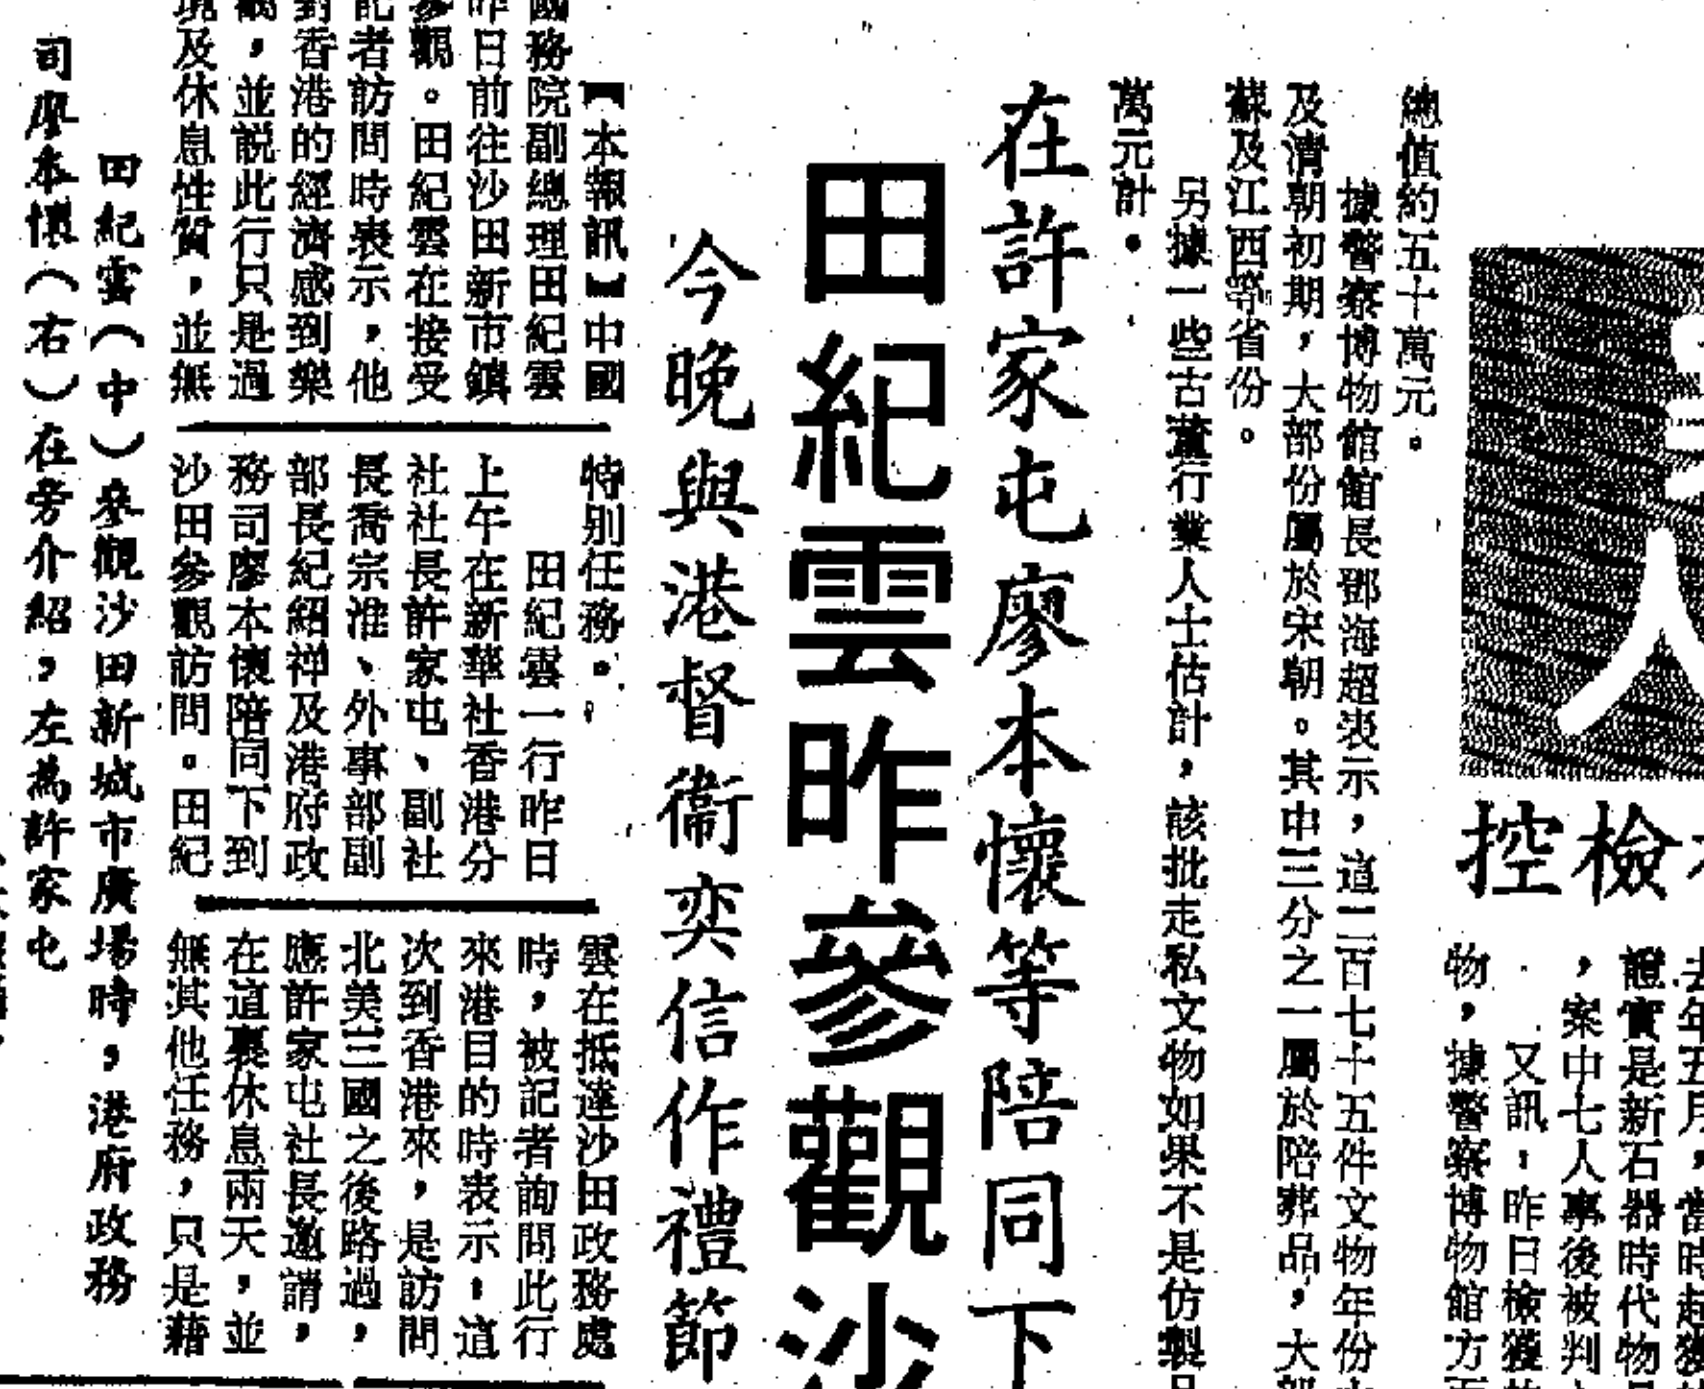 控檢
去年五月，當時起獲
證實是新石器時代物
，案中七人事後被判
又訊，昨日檢獲
物，據警察博物館方
總值約五十萬元。
據警察博物館館長鄧海超表示，這二百七十五件文物年份
及清朝初期，大部份屬於宋朝。其中三分之一屬於陪葬品，大部
蘇及江西等省份。
另據一些古董行業人士估計，該批走私文物如果不是仿製品
萬元計。
在許家屯廖本懷等陪同下
田紀雲昨參觀沙
今晚與港督衞奕信作禮節
【本報訊】中國
國務院副總理田紀雲
昨日前往沙田新市鎮
參觀。田紀雲在接受
記者訪問時表示，他
對香港的經濟感到樂
觀，並説此行只是過
境及休息性質，並無
特別任務。
田紀雲一行昨日
上午在新華社香港分
社社長許家屯、副社
長喬宗淮、外事部副
部長紀紹祥及港府政
務司廖本懷陪同下到
沙田參觀訪問。田紀
雲在抵達沙田政務處
時，被記者詢問此行
來港目的時表示，這
次到香港來，是訪問
北美三國之後路過，
應許家屯社長邀請，
在這裏休息兩天，並
無其他任務，只是藉
田紀雲（中）參觀沙田新城市廣場時，港府政務
司廖本懷（右）在旁介紹，左為許家屯